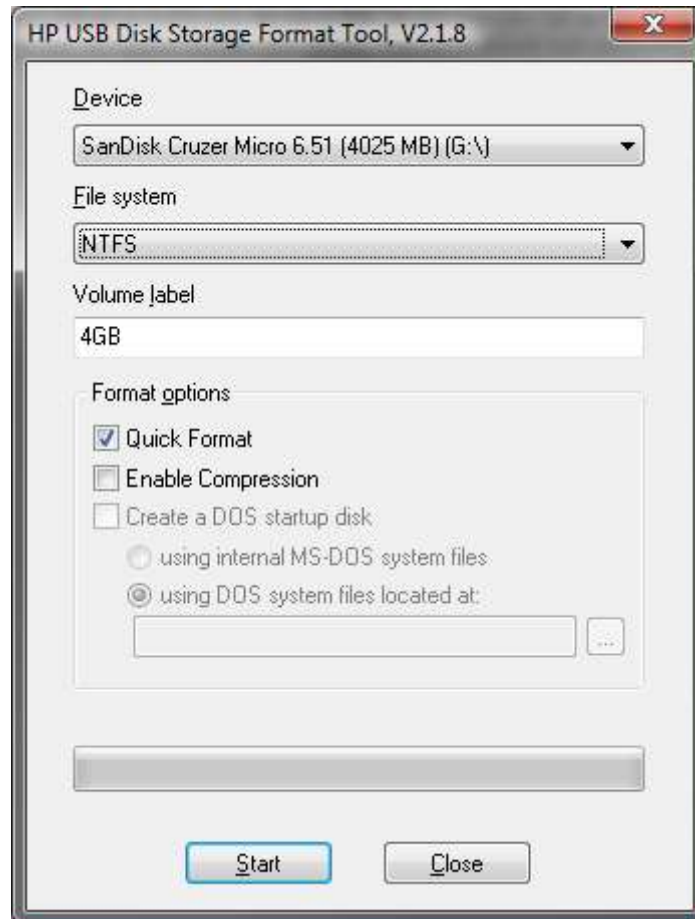 HP USB Disk Storage Format Tool, V2.1.8
Device
SanDisk Cruzer Micro 6.51 (4025 MB) (G:\)
File system
NTFS
Volume label
4GB
Format options
Quick Format
Enable Compression
Create a DOS startup disk
using internal MS-DOS system files
using DOS system files located at:
...
Start
Close